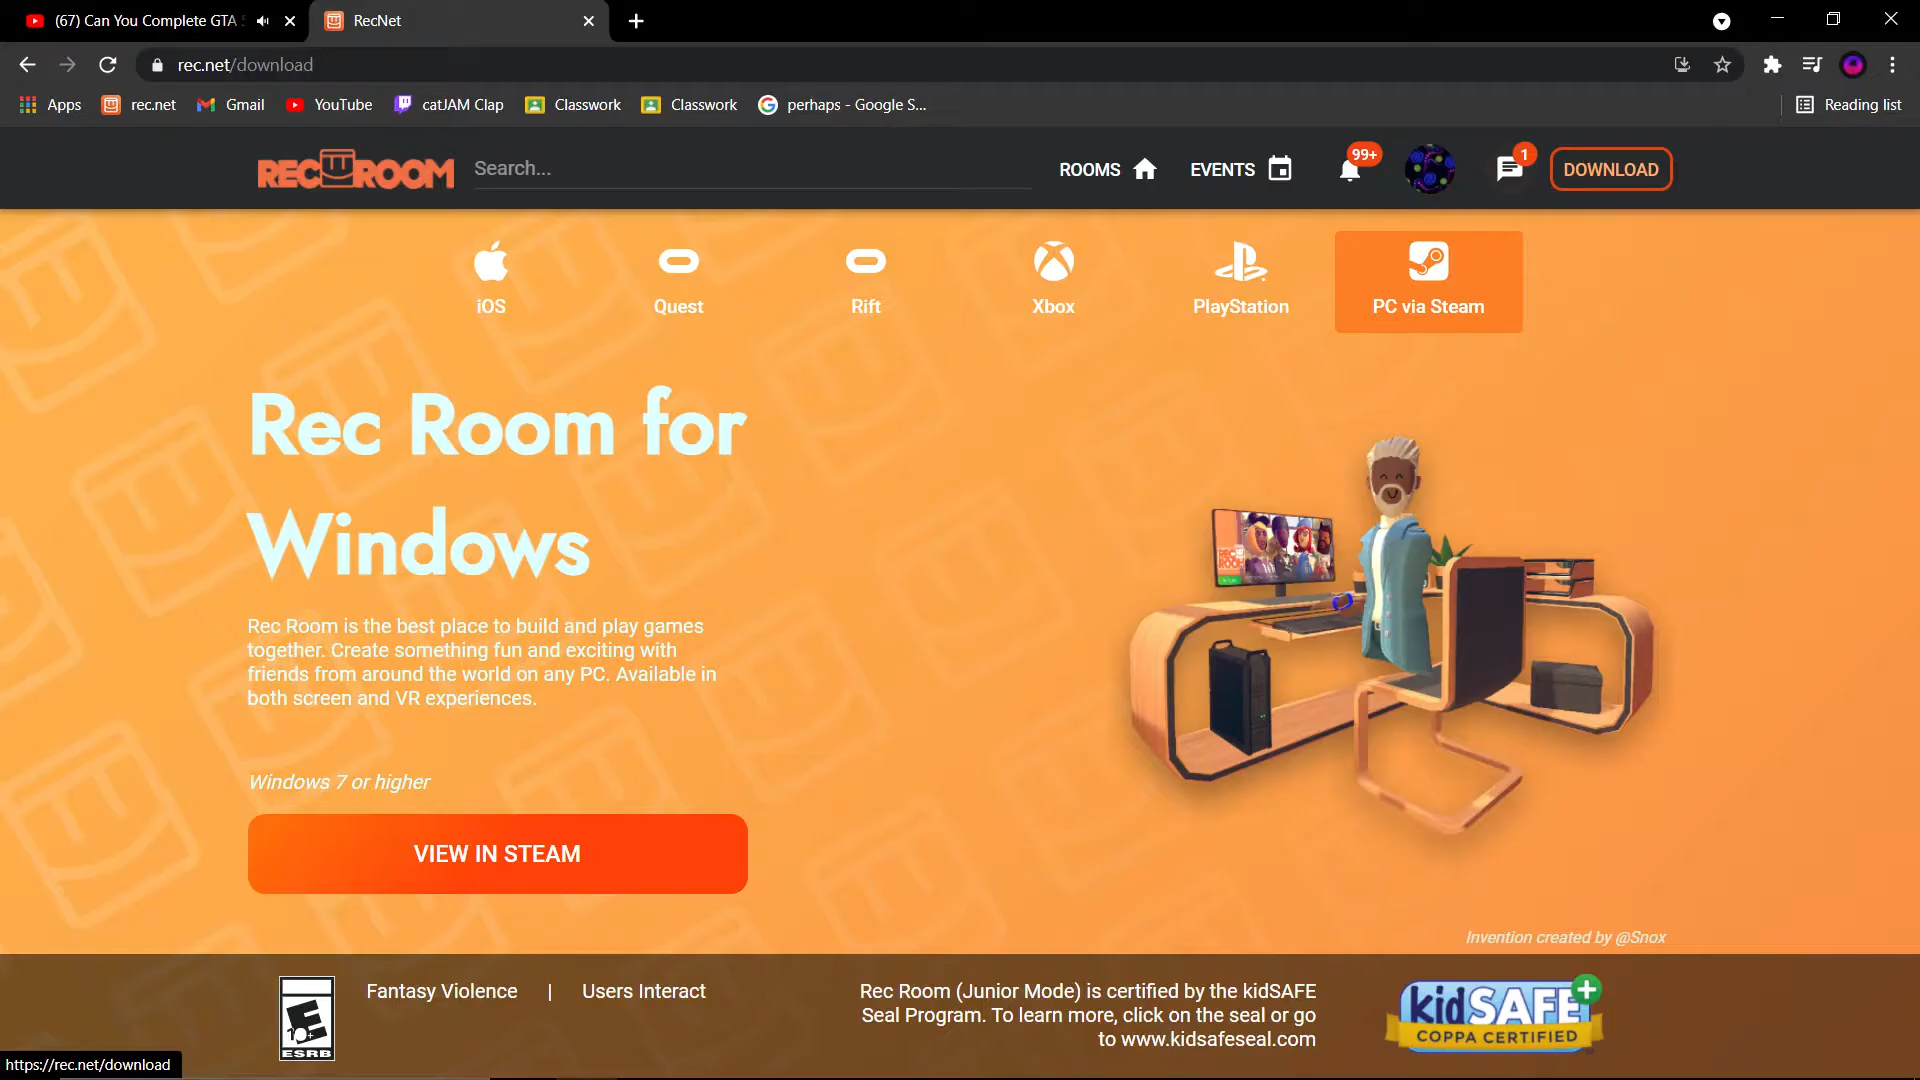 (67) Can You Complete GTA
RecNet
rec.net/download
Apps
rec.net
Gmail
YouTube
catJAM Clap
Classwork
Classwork
perhaps - Google S...
Reading list
REC ROOM
Search...
ROOMS
EVENTS
99+
1
DOWNLOAD
iOS
Quest
Rift
Xbox
PlayStation
PC via Steam
Rec Room for
Windows
Rec Room is the best place to build and play games
together. Create something fun and exciting with
friends from around the world on any PC. Available in
both screen and VR experiences.
Windows 7 or higher
VIEW IN STEAM
REC
ROOM
Invention created by @Snox
E
10+
ESRB
Fantasy Violence | Users Interact
Rec Room (Junior Mode) is certified by the kidSAFE
Seal Program. To learn more, click on the seal or go
to www.kidsafeseal.com
kidSAFE
COPPA CERTIFIED
https://rec.net/download